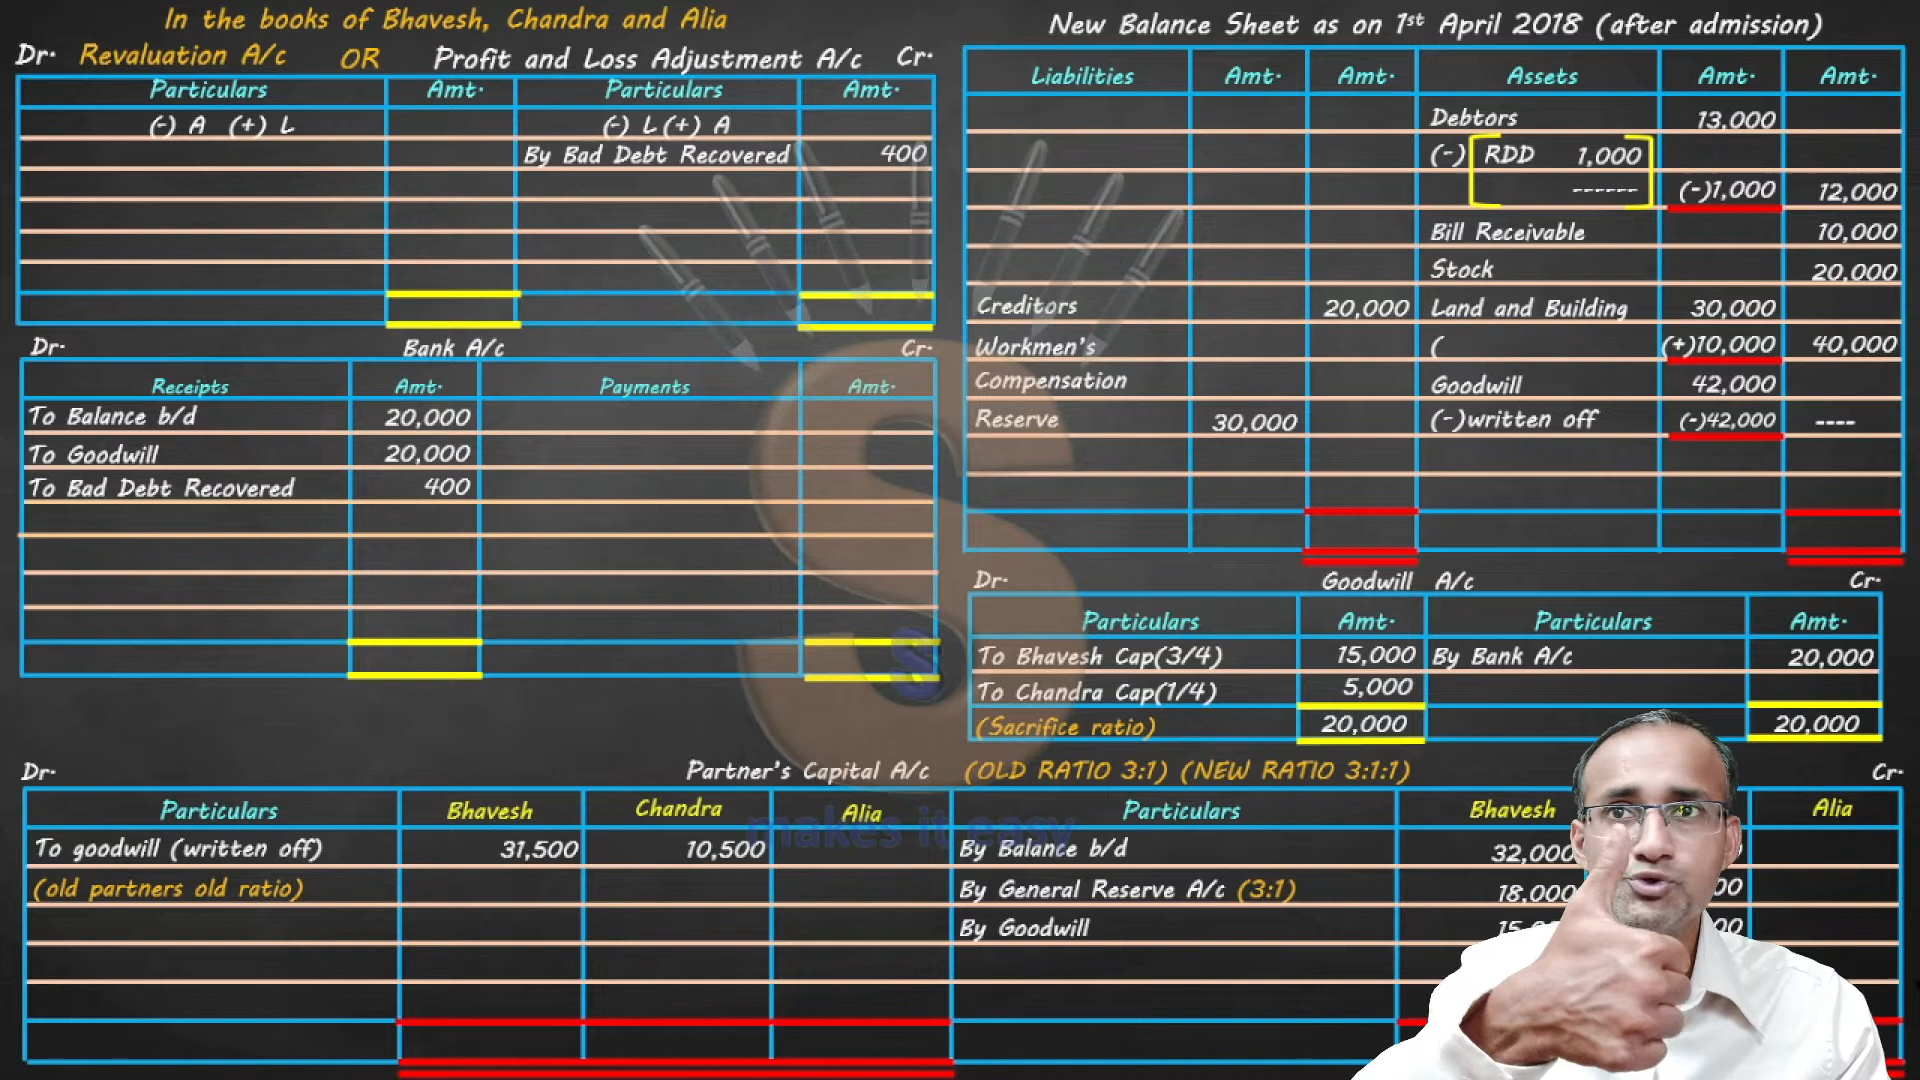 In the books of Bhavesh, Chandra and Alia
Dr. Revaluation A/c OR Profit and Loss Adjustment A/c Cr.
Particulars Amt. Particulars Amt.
(-) A (+) L (-) L (+) A
By Bad Debt Recovered 400
Dr. Bank A/c Cr.
Receipts Amt. Payments Amt.
To Balance b/d 20,000
To Goodwill 20,000
To Bad Debt Recovered 400
New Balance Sheet as on 1st April 2018 (after admission)
Liabilities Amt. Amt. Assets Amt. Amt.
Debtors 13,000
(-) RDD 1,000
------ (-)1,000 12,000
Bill Receivable 10,000
Stock 20,000
Creditors 20,000 Land and Building 30,000
Workmen's ( (+)10,000 40,000
Compensation Goodwill 42,000
Reserve 30,000 (-)written off (-)42,000 ----
Dr. Goodwill A/c Cr.
Particulars Amt. Particulars Amt.
To Bhavesh Cap(3/4) 15,000 By Bank A/c 20,000
To Chandra Cap(1/4) 5,000
(Sacrifice ratio) 20,000 20,000
Dr. Partner's Capital A/c (OLD RATIO 3:1) (NEW RATIO 3:1:1) Cr.
Particulars Bhavesh Chandra Alia Particulars Bhavesh Alia
To goodwill (written off) 31,500 10,500 By Balance b/d 32,000
(old partners old ratio) By General Reserve A/c (3:1) 18,000
By Goodwill
S
makes it easy